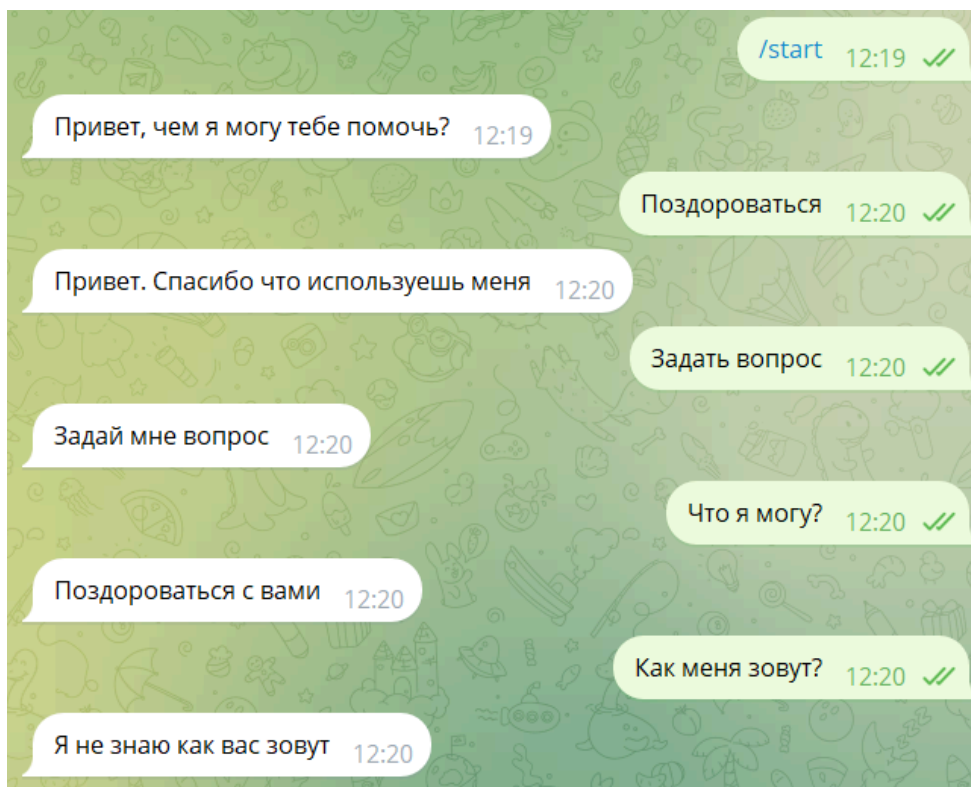 /start 12:19
Привет, чем я могу тебе помочь? 12:19
Поздороваться 12:20
Привет. Спасибо что используешь меня 12:20
Задать вопрос 12:20
Задай мне вопрос 12:20
Что я могу? 12:20
Поздороваться с вами 12:20
Как меня зовут? 12:20
Я не знаю как вас зовут 12:20